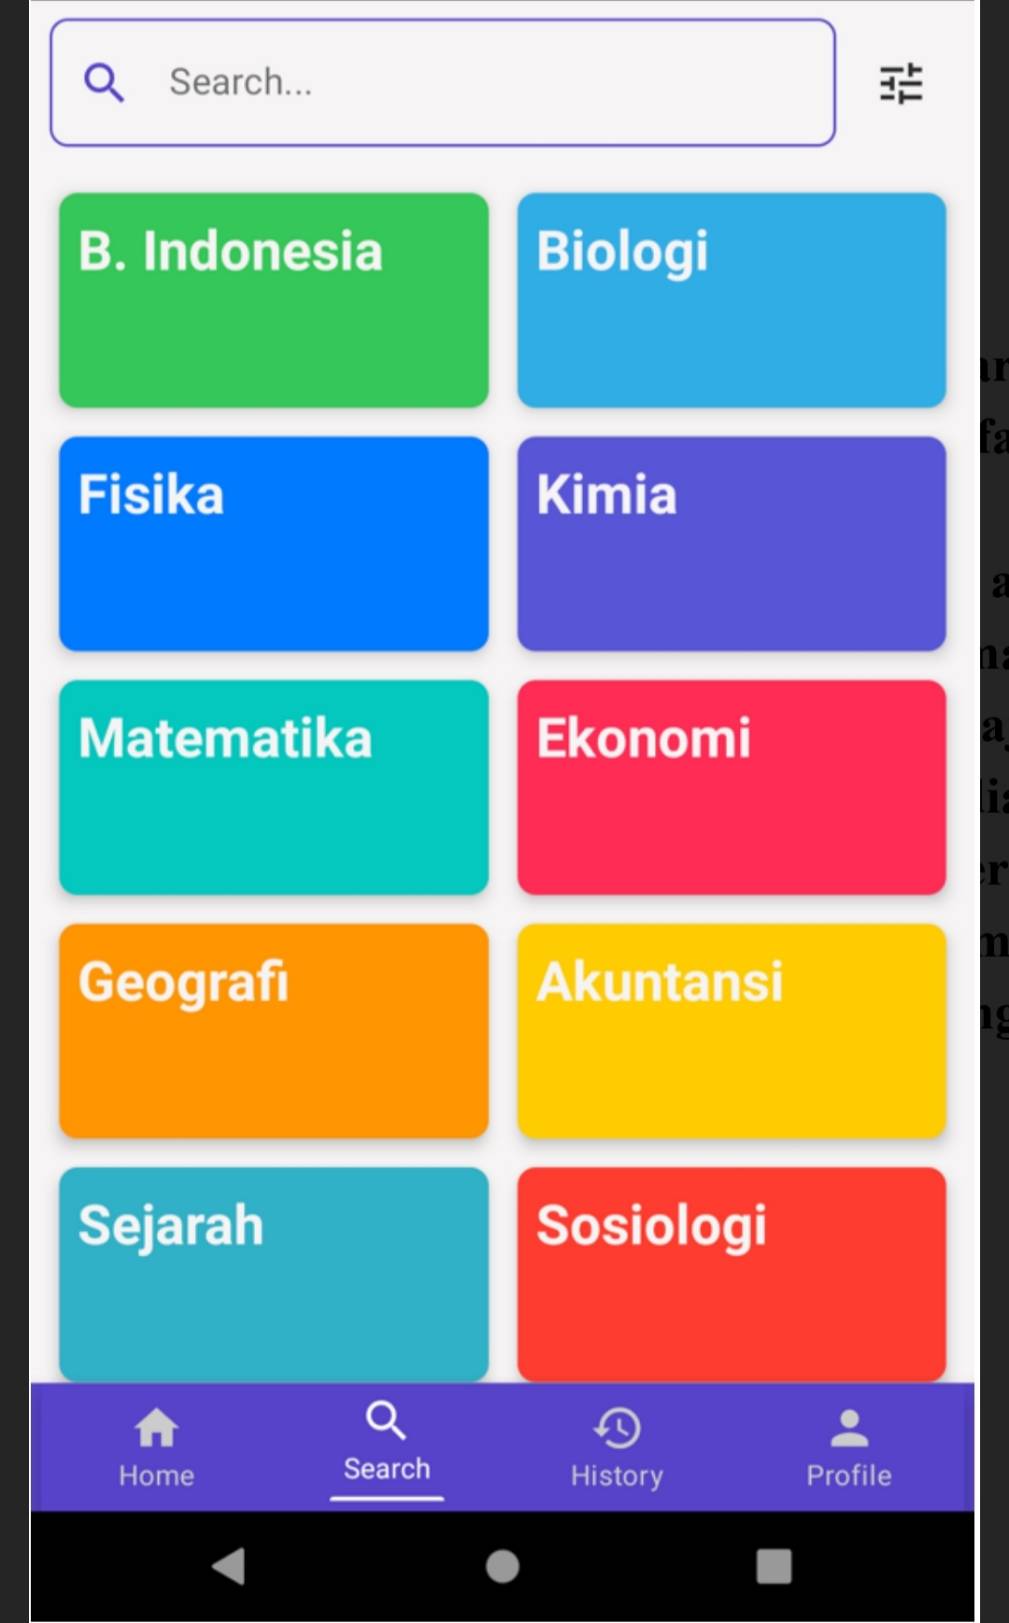 Search...
B. Indonesia
Biologi
Fisika
Kimia
Matematika
Ekonomi
Geografi
Akuntansi
Sejarah
Sosiologi
Home
Search
History
Profile